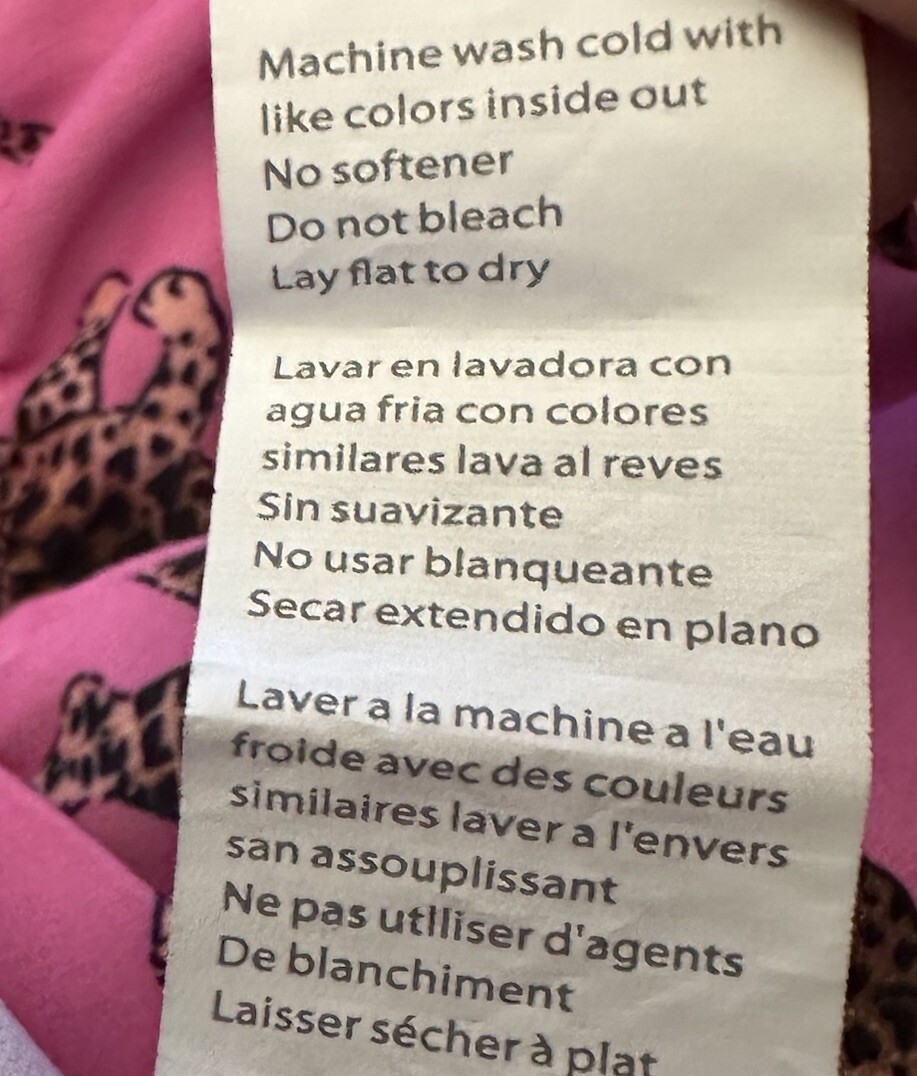 Machine wash cold with
like colors inside out
No softener
Do not bleach
Lay flat to dry
Lavar en lavadora con
agua fria con colores
similares lava al reves
Sin suavizante
No usar blanqueante
Secar extendido en plano
Laver a la machine a l'eau
froide avec des couleurs
similaires laver a l'envers
san assouplissant
Ne pas utlliser d'agents
De blanchiment
Laisser sécher à plat